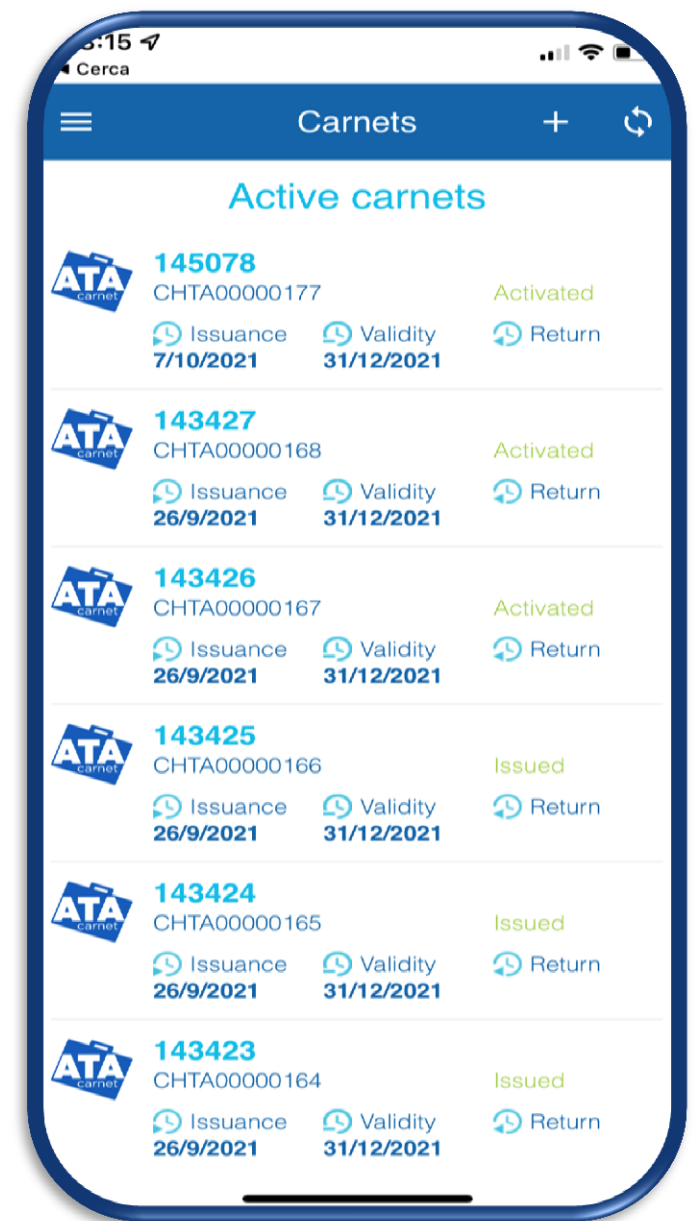 :15
Cerca
Carnets
Active carnets
ATA carnet
145078
CHTA00000177 Activated
Issuance Validity Return
7/10/2021 31/12/2021
ATA carnet
143427
CHTA00000168 Activated
Issuance Validity Return
26/9/2021 31/12/2021
ATA carnet
143426
CHTA00000167 Activated
Issuance Validity Return
26/9/2021 31/12/2021
ATA carnet
143425
CHTA00000166 Issued
Issuance Validity Return
26/9/2021 31/12/2021
ATA carnet
143424
CHTA00000165 Issued
Issuance Validity Return
26/9/2021 31/12/2021
ATA carnet
143423
CHTA00000164 Issued
Issuance Validity Return
26/9/2021 31/12/2021